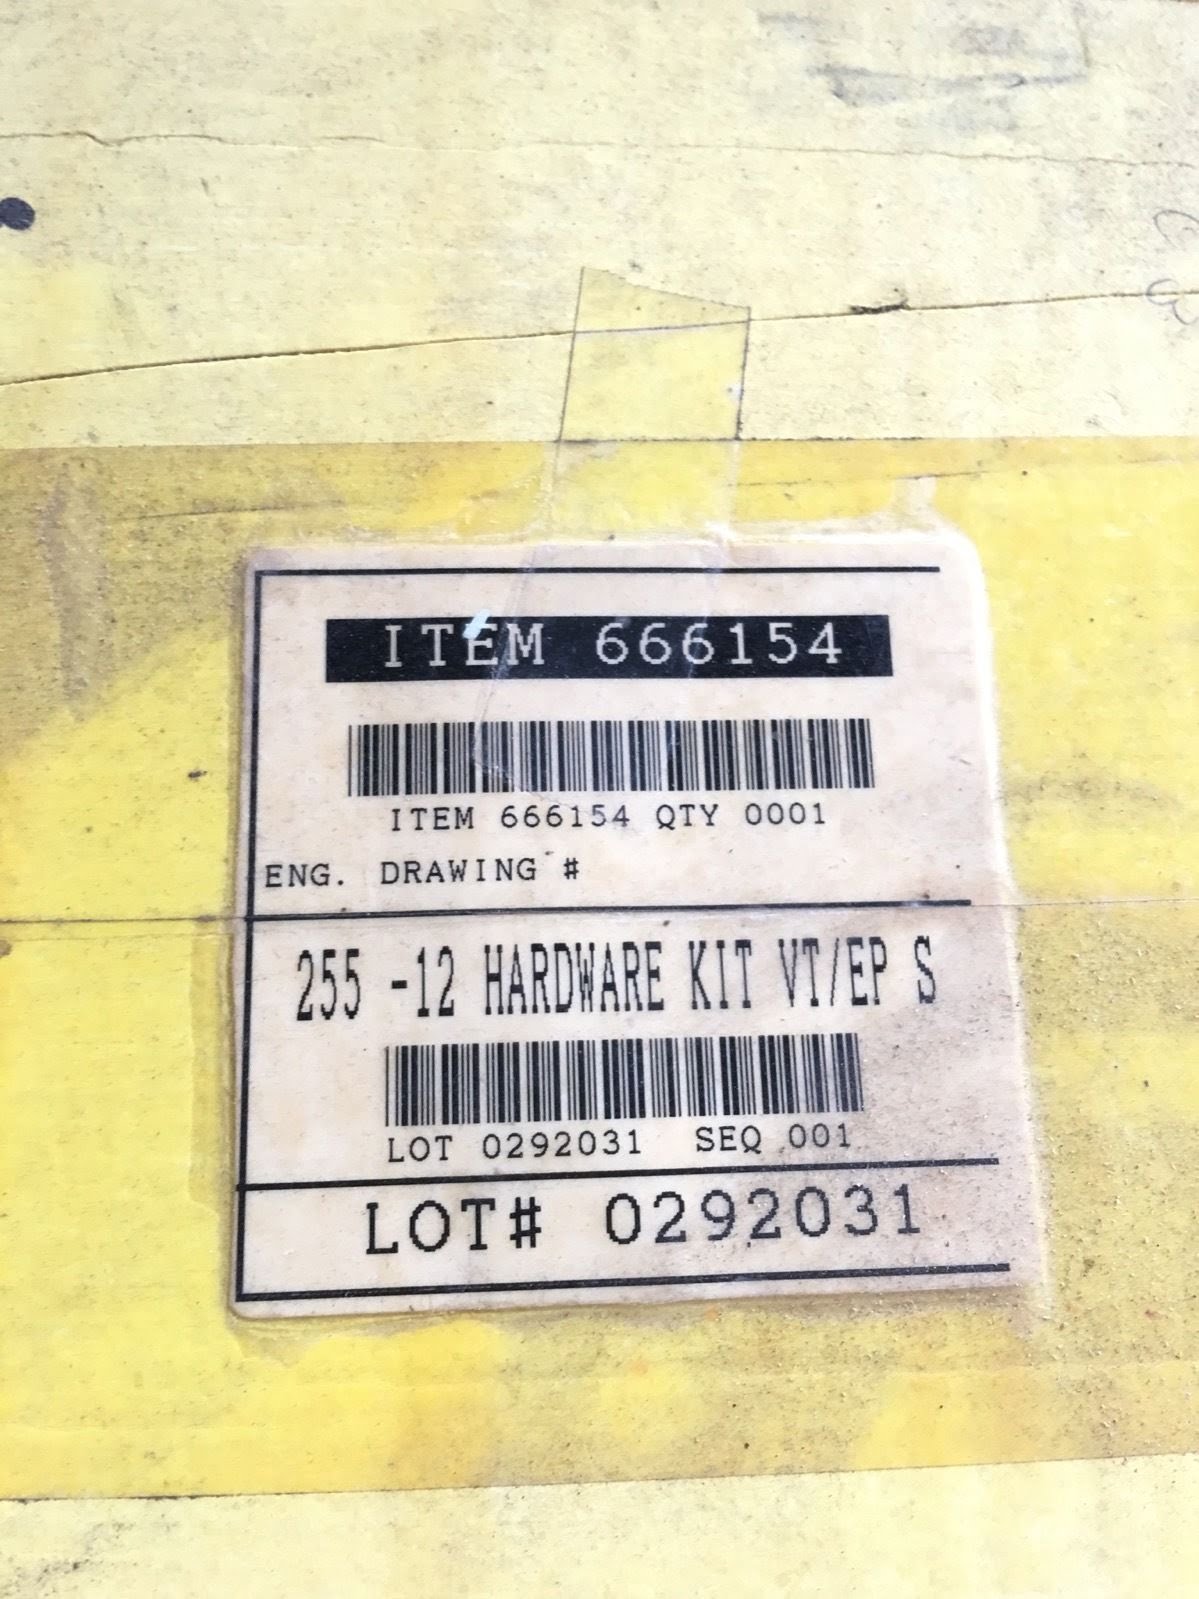 ITEM 666154
ITEM 666154 QTY 0001
ENG. DRAWING #
255 -12 HARDWARE KIT VT/EP S
LOT 0292031 SEQ 001
LOT# 0292031